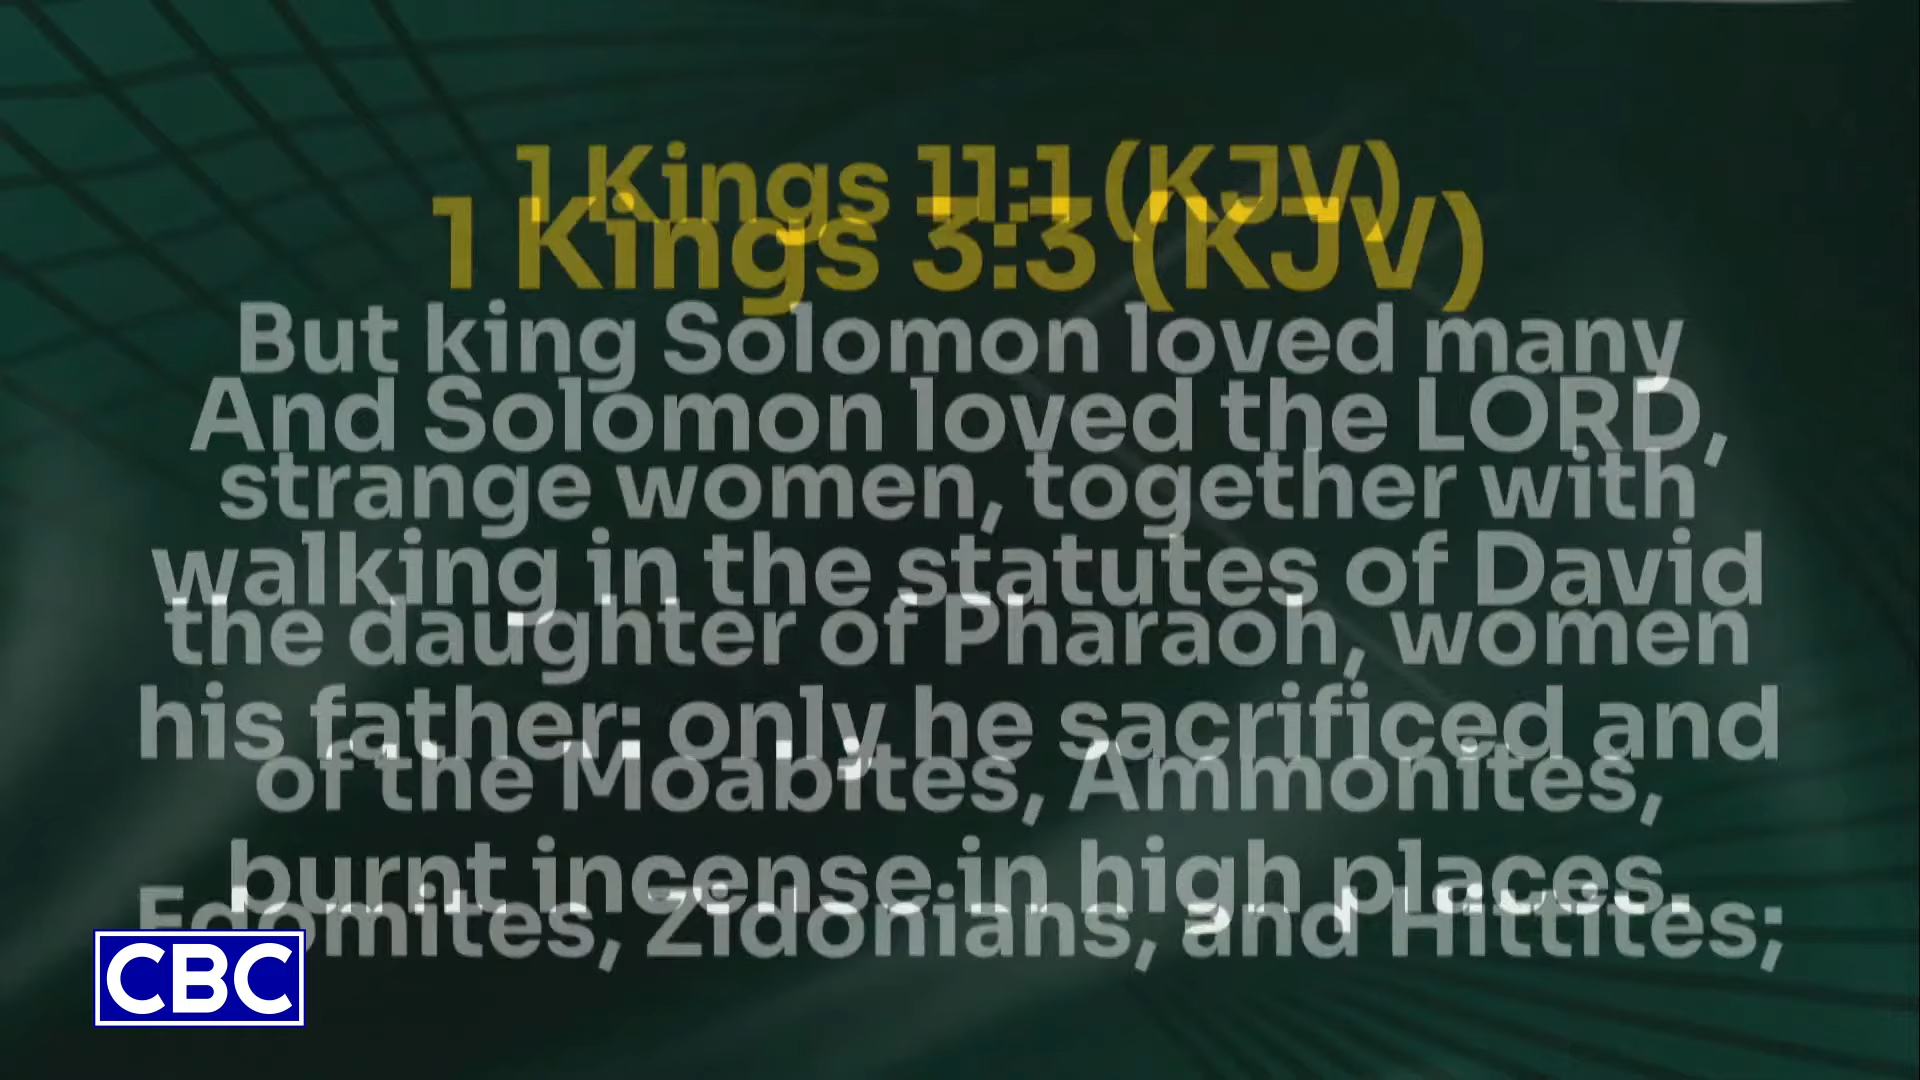 1 Kings 11:1 (KJV)
1 Kings 3:3 (KJV)
But king Solomon loved many
And Solomon loved the LORD,
strange women, together with
walking in the statutes of David
the daughter of Pharaoh, women
his father: only he sacrificed and
of the Moabites, Ammonites,
burnt incense in high places.
Edomites, Zidonians, and Hittites;
CBC